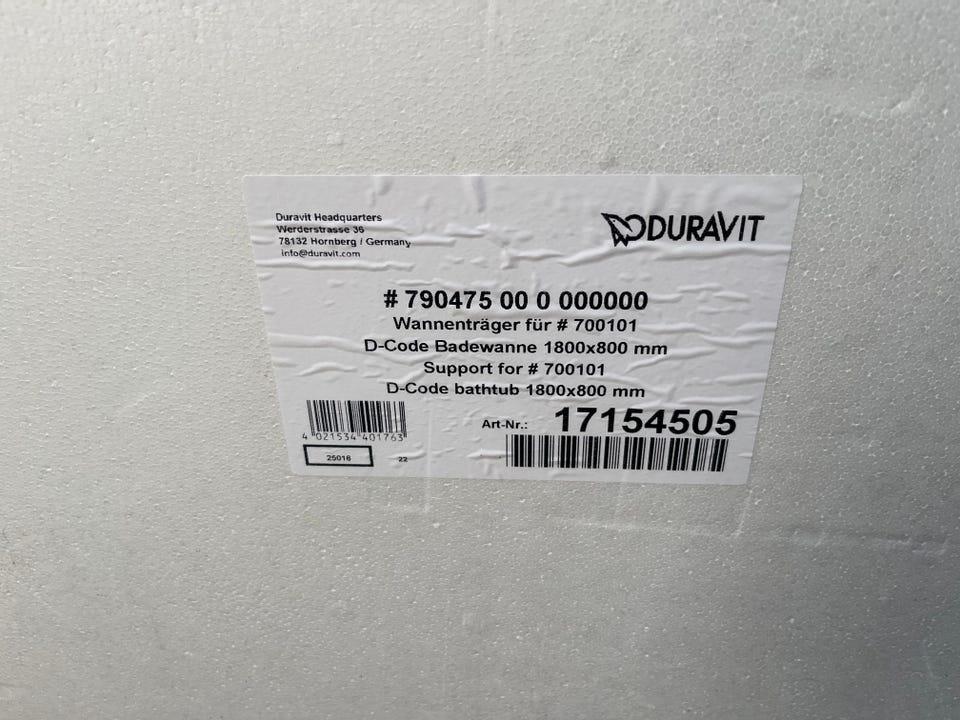 Duravit Headquarters
Werderstrasse 36
78132 Hornberg / Germany
info@duravit.com
DURAVIT
# 790475 00 0 000000
Wannenträger für # 700101
D-Code Badewanne 1800x800 mm
Support for # 700101
D-Code bathtub 1800x800 mm
Art-Nr.: 17154505
4 021534 401763
25016 22